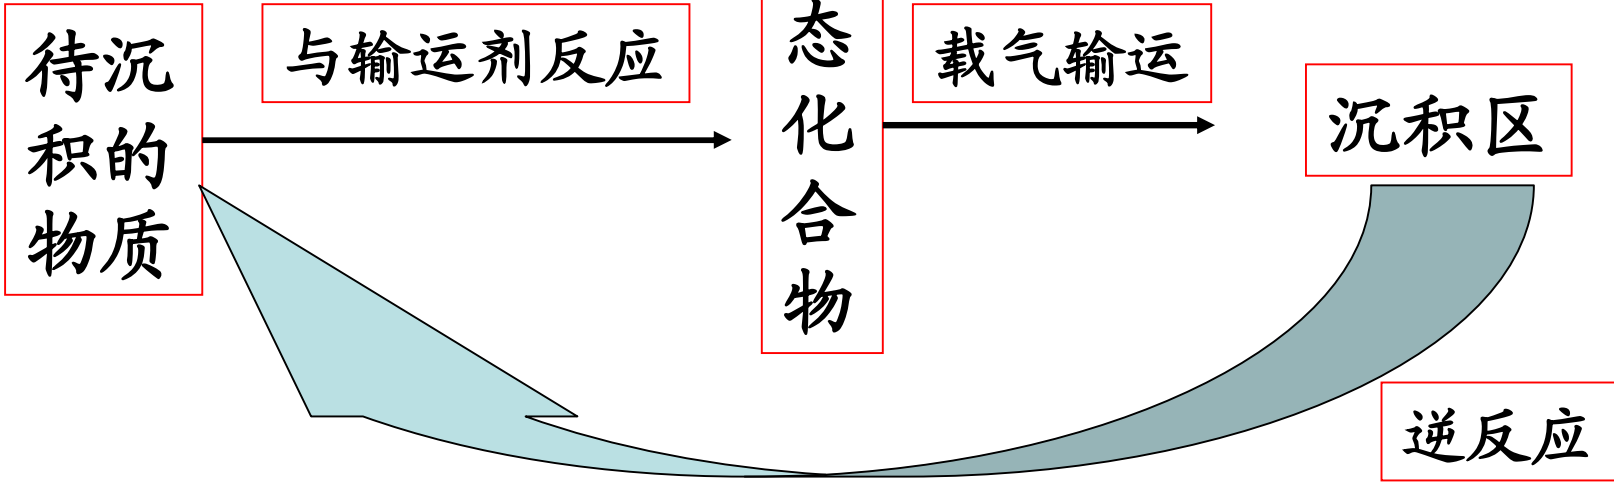 待沉
积的
物质
与输运剂反应
态
化
合
物
载气输运
沉积区
逆反应